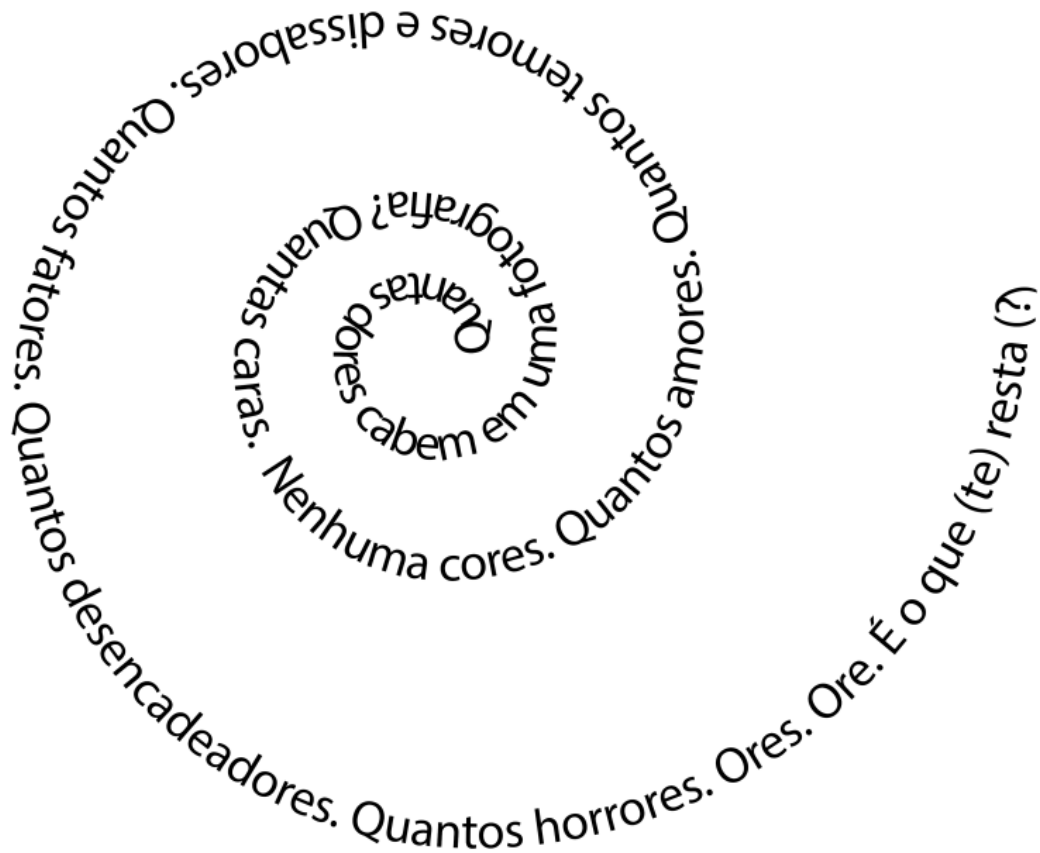 Quantas dores cabem em uma fotografia? Quantas caras. Nenhuma cores. Quantos amores. Quantos temores e dissabores. Quantos fatores. Quantos desencadeadores. Quantos horrores. Ores. Ore. É o que (te) resta (?)